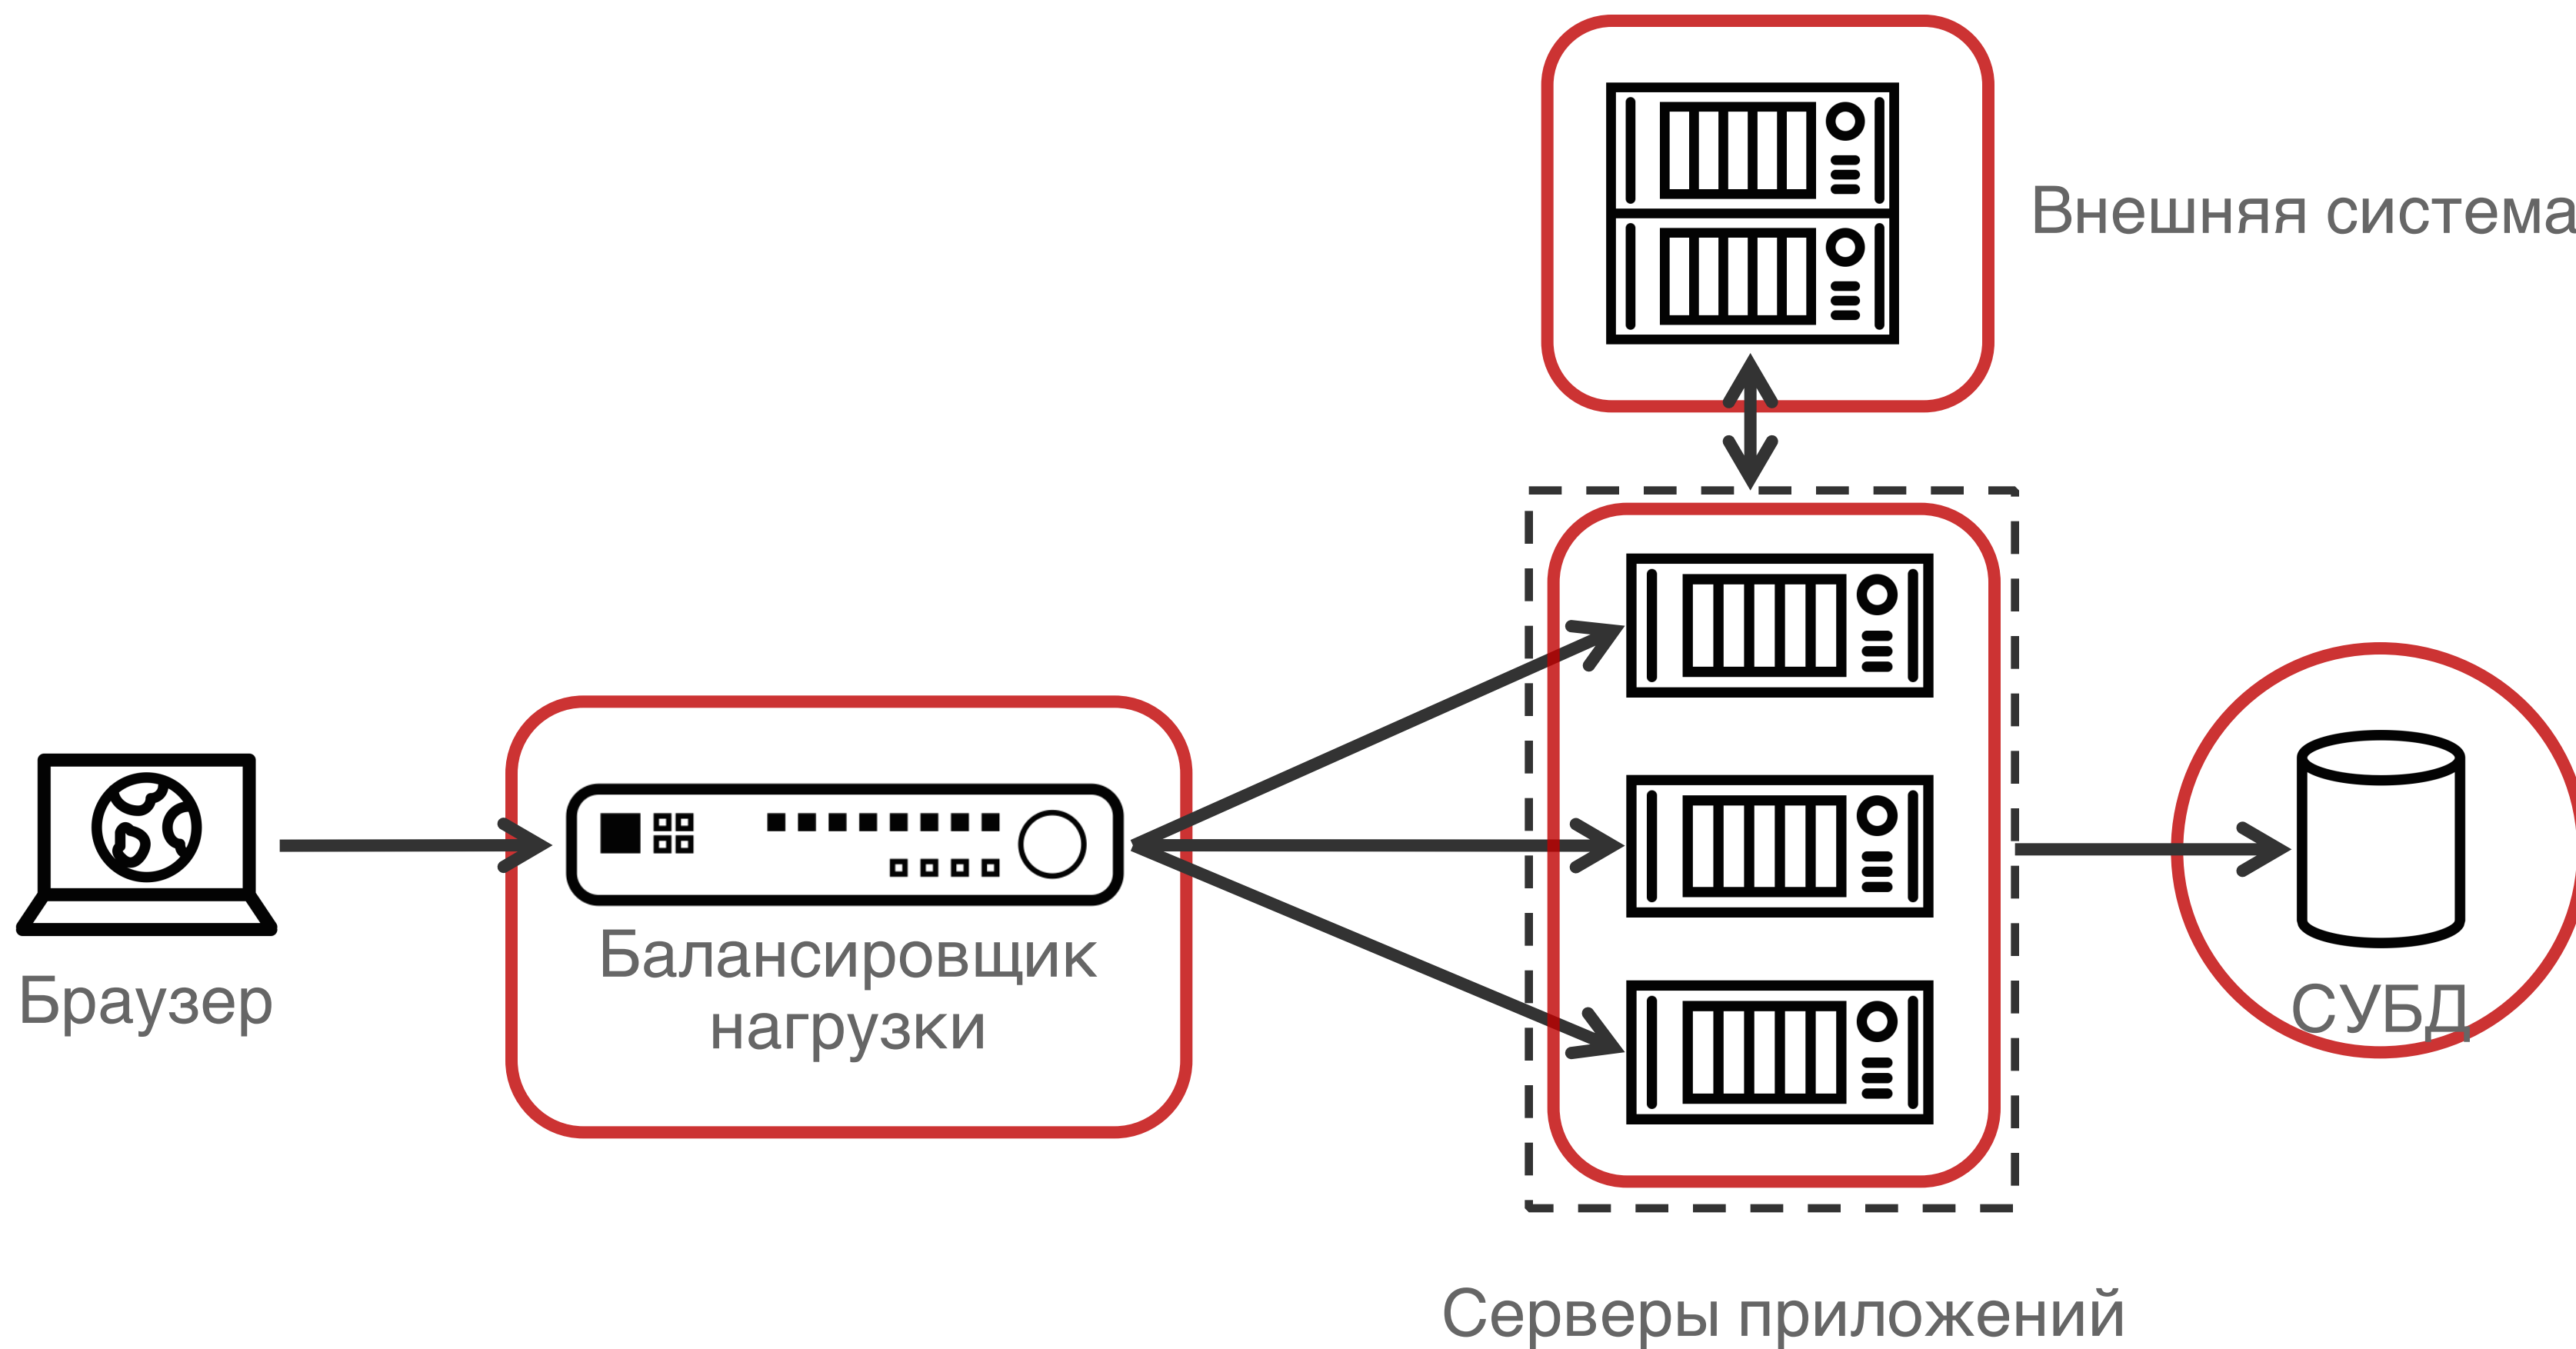 Внешняя система
Браузер
Балансировщик
нагрузки
СУБД
Серверы приложений